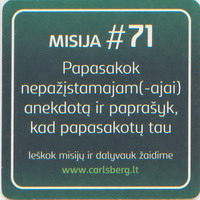 MISIJA #71
Papasakok
nepažįstamajam(-ajai)
anekdotą ir paprašyk,
kad papasakotų tau
Ieškok misijų ir dalyvauk žaidime
www.carlsberg.lt